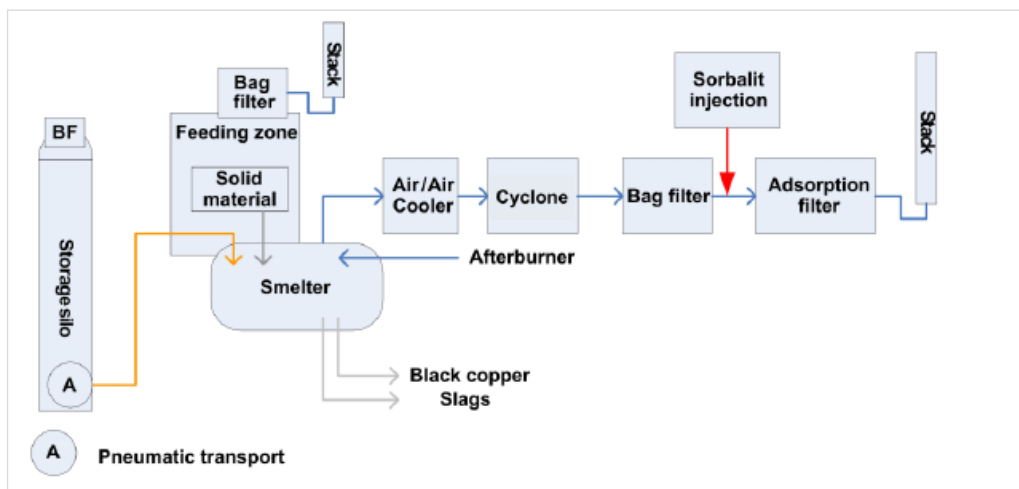 Stack
Bag
filter
Sorbalit
injection
Stack
BF
Feeding zone
Solid
material
Air/Air
Cooler
Cyclone
Bag filter
Adsorption
filter
Storage silo
Afterburner
Smelter
A
Black copper
Slags
A
Pneumatic transport